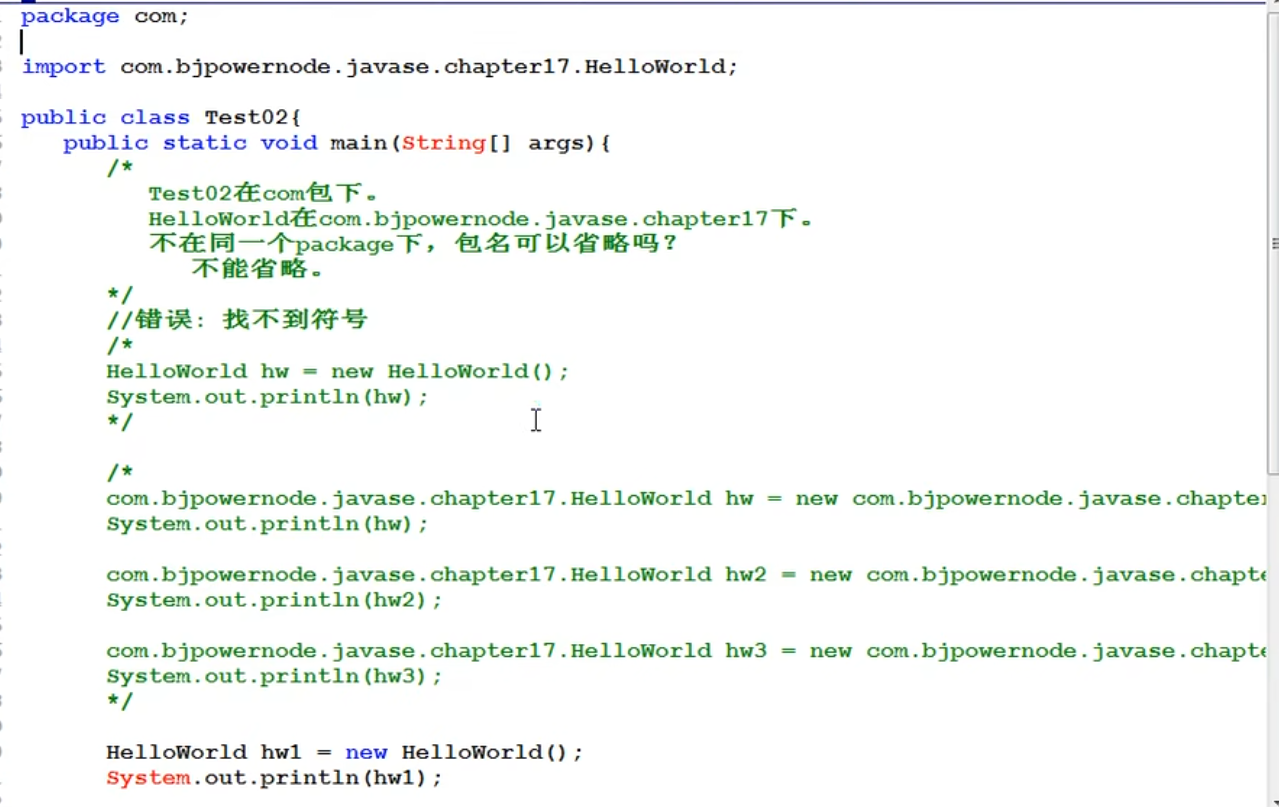 package com;
import com.bjpowernode.javase.chapter17.HelloWorld;
public class Test02{
public static void main(String[] args){
/*
Test02在com包下。
HelloWorld在com.bjpowernode.javase.chapter17下。
不在同一个package下，包名可以省略吗？
不能省略。
*/
//错误：找不到符号
/*
HelloWorld hw = new HelloWorld();
System.out.println(hw);
*/
/*
com.bjpowernode.javase.chapter17.HelloWorld hw = new com.bjpowernode.javase.chapter
System.out.println(hw);
com.bjpowernode.javase.chapter17.HelloWorld hw2 = new com.bjpowernode.javase.chapte
System.out.println(hw2);
com.bjpowernode.javase.chapter17.HelloWorld hw3 = new com.bjpowernode.javase.chapte
System.out.println(hw3);
*/
HelloWorld hw1 = new HelloWorld();
System.out.println(hw1);